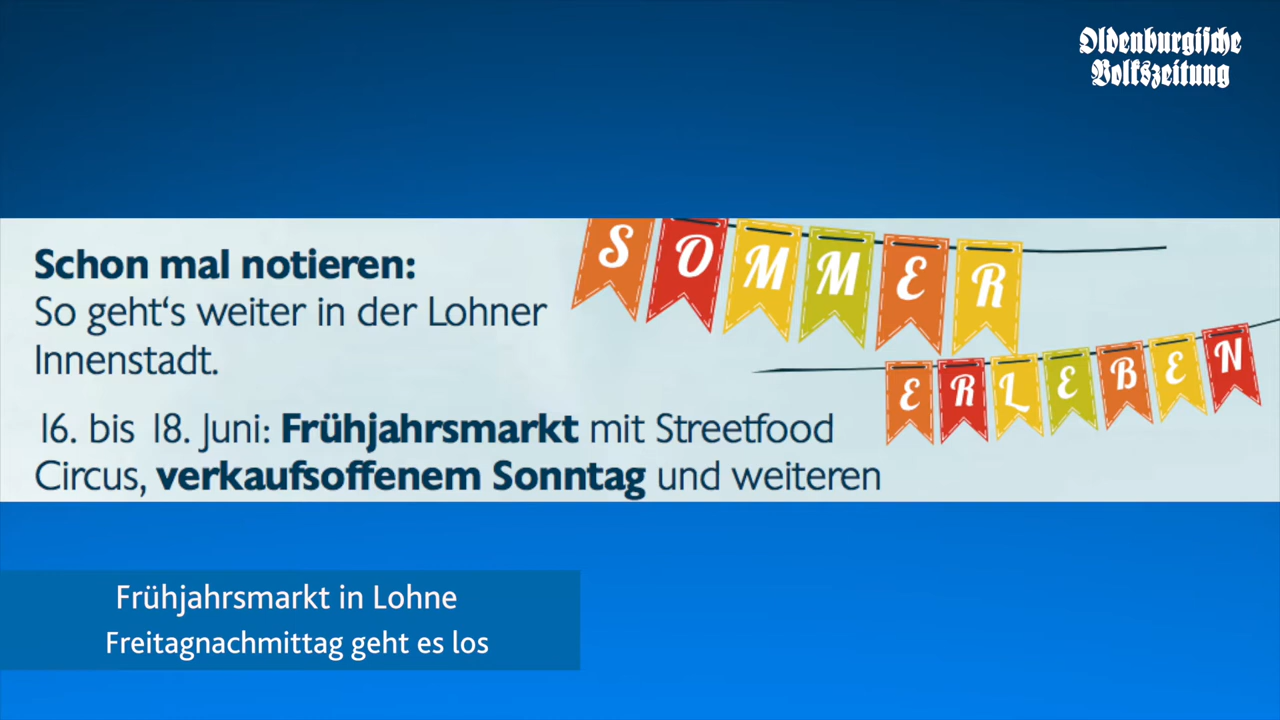 Oldenburgische
Volkszeitung
SOMMER
ERLEBEN
Schon mal notieren:
So geht‘s weiter in der Lohner
Innenstadt.
16. bis 18. Juni: Frühjahrsmarkt mit Streetfood
Circus, verkaufsoffenem Sonntag und weiteren
Frühjahrsmarkt in Lohne
Freitagnachmittag geht es los